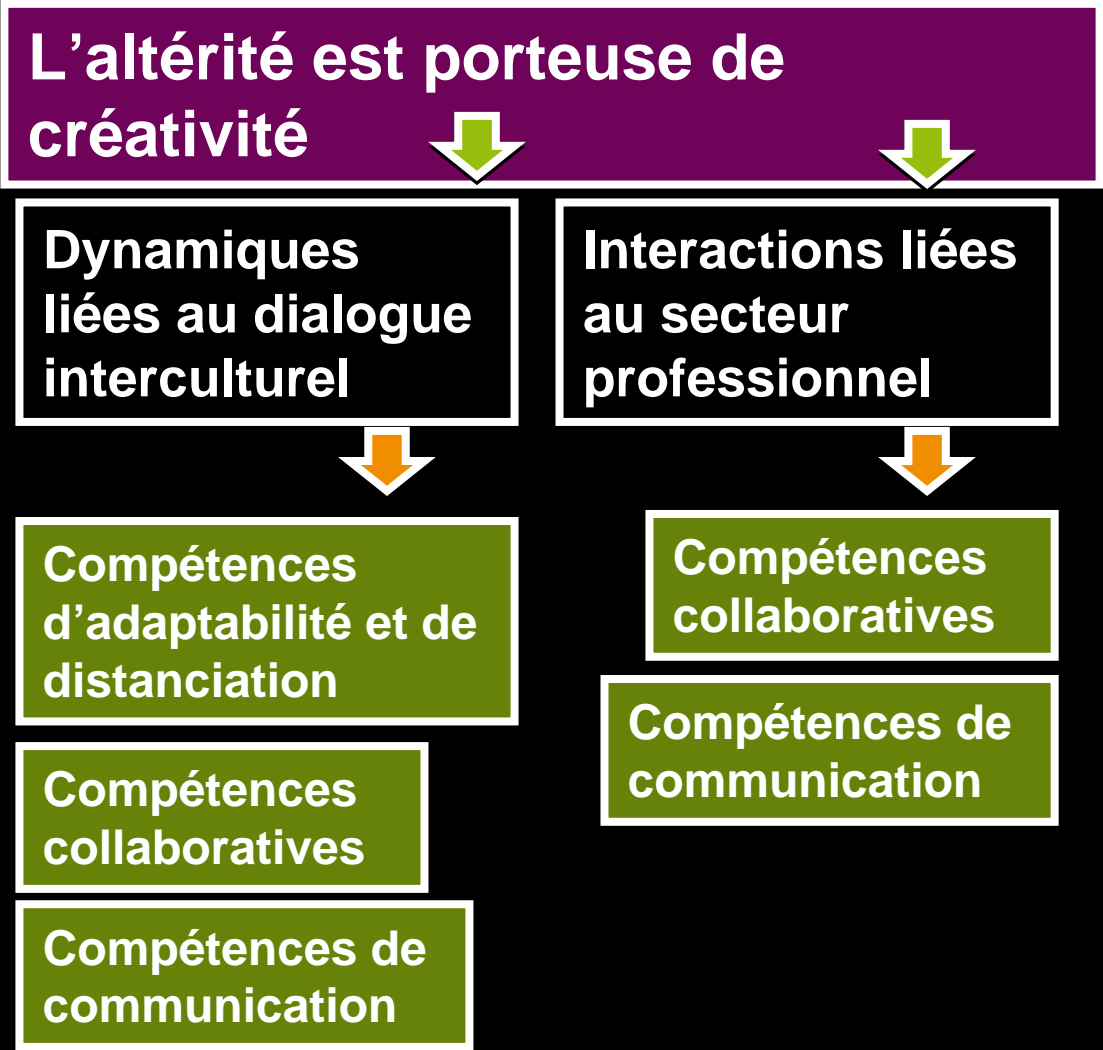 L’altérité est porteuse de
créativité
Dynamiques
liées au dialogue
interculturel
Interactions liées
au secteur
professionnel
Compétences
d’adaptabilité et de
distanciation
Compétences
collaboratives
Compétences de
communication
Compétences
collaboratives
Compétences de
communication